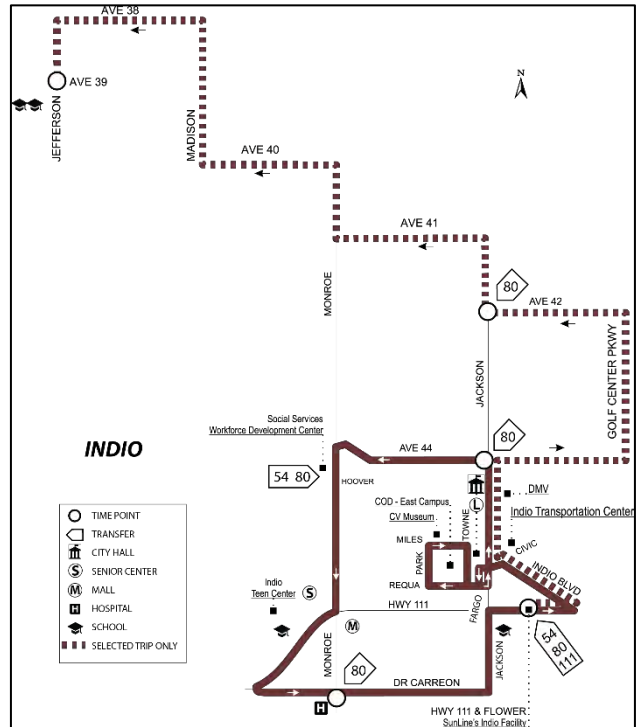 AVE 38
AVE 39
N
JEFFERSON
MADISON
AVE 40
AVE 41
MONROE
80
AVE 42
JACKSON
GOLF CENTER PKWY
Social Services
Workforce Development Center
INDIO
AVE 44
80
54 80
HOOVER
DMV
COD - East Campus
CV Museum
L
TOWNE
Indio Transportation Center
CIVIC
MILES
PARK
INDIO BLVD
REQUA
Indio
Teen Center
S
HWY 111
FARGO
M
MONROE
80
JACKSON
54
80
111
DR CARREON
H
HWY 111 & FLOWER
SunLine's Indio Facility
TIME POINT
TRANSFER
CITY HALL
S SENIOR CENTER
M MALL
H HOSPITAL
SCHOOL
SELECTED TRIP ONLY